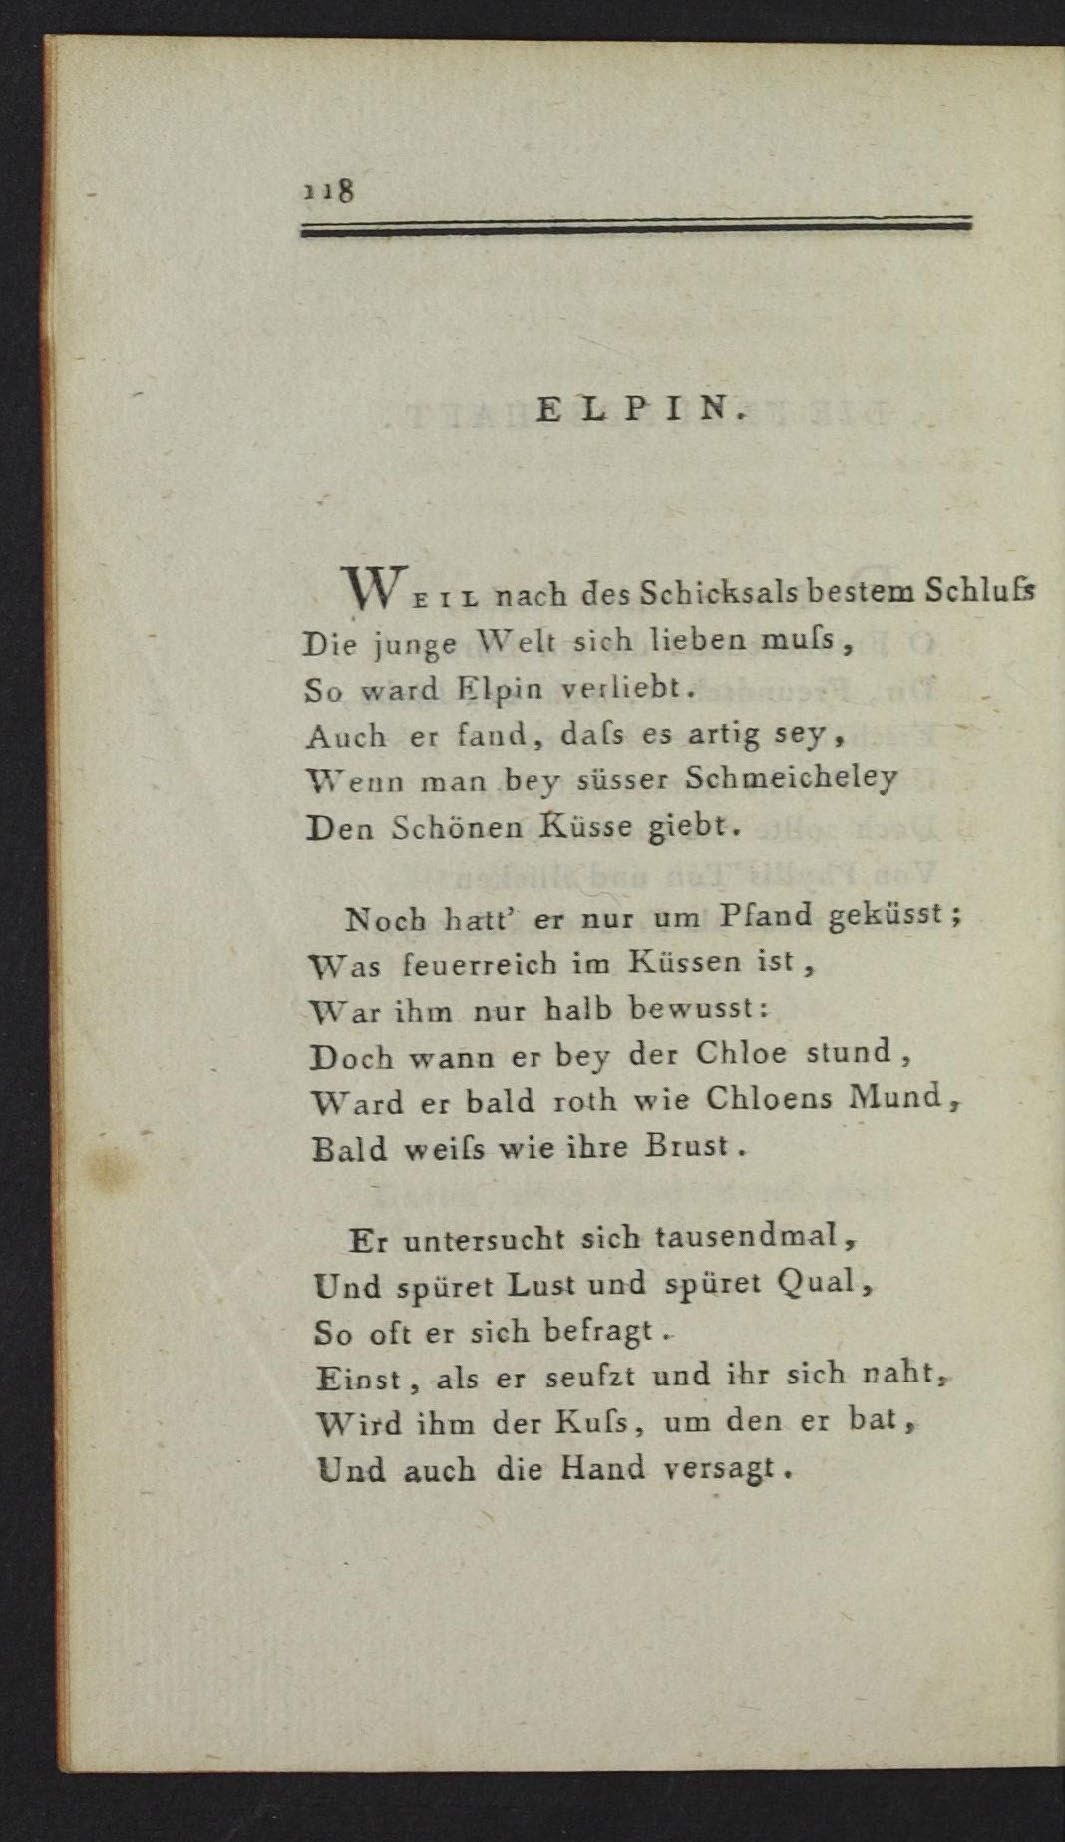 118
ELPIN.
WEIL nach des Schicksals bestem Schluſs
Die junge Welt sich lieben muſs,
So ward Elpin verliebt.
Auch er fand, daſs es artig sey,
Wenn man bey süsser Schmeicheley
Den Schönen Küsse giebt.
Noch hatt' er nur um Pfand geküsst;
Was feuerreich im Küssen ist,
War ihm nur halb bewusst:
Doch wann er bey der Chloe stund,
Ward er bald roth wie Chloens Mund,
Bald weiſs wie ihre Brust.
Er untersucht sich tausendmal,
Und spüret Lust und spüret Qual,
So oft er sich befragt.
Einst, als er seufzt und ihr sich naht,
Wird ihm der Kuſs, um den er bat,
Und auch die Hand versagt.